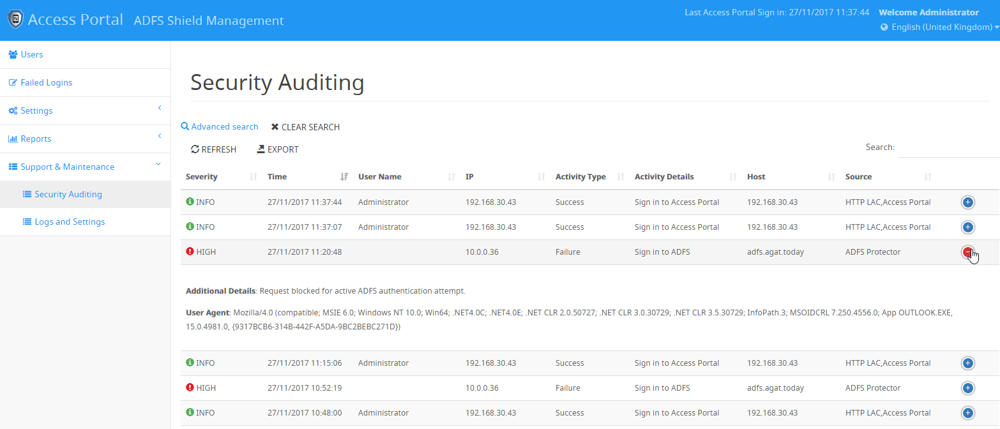 Access Portal ADFS Shield Management
Last Access Portal Sign in: 27/11/2017 11:37:44 Welcome Administrator
English (United Kingdom)
Users
Failed Logins
Settings
Reports
Support & Maintenance
Security Auditing
Logs and Settings
Security Auditing
Advanced search CLEAR SEARCH
REFRESH EXPORT
Search:
Severity Time User Name IP Activity Type Activity Details Host Source
INFO 27/11/2017 11:37:44 Administrator 192.168.30.43 Success Sign in to Access Portal 192.168.30.43 HTTP LAC,Access Portal
INFO 27/11/2017 11:37:07 Administrator 192.168.30.43 Success Sign in to Access Portal 192.168.30.43 HTTP LAC,Access Portal
HIGH 27/11/2017 11:20:48 10.0.0.36 Failure Sign in to ADFS adfs.agat.today ADFS Protector
Additional Details: Request blocked for active ADFS authentication attempt.
User Agent: Mozilla/4.0 (compatible; MSIE 6.0; Windows NT 10.0; Win64; .NET4.0C; .NET4.0E; .NET CLR 2.0.50727; .NET CLR 3.0.30729; .NET CLR 3.5.30729; InfoPath.3; MSOIDCRL 7.250.4556.0; App OUTLOOK.EXE,
15.0.4981.0, {9317BCB6-314B-442F-A5DA-9BC2BEBC271D})
INFO 27/11/2017 11:15:06 Administrator 192.168.30.43 Success Sign in to Access Portal 192.168.30.43 HTTP LAC,Access Portal
HIGH 27/11/2017 10:52:19 10.0.0.36 Failure Sign in to ADFS adfs.agat.today ADFS Protector
INFO 27/11/2017 10:48:00 Administrator 192.168.30.43 Success Sign in to Access Portal 192.168.30.43 HTTP LAC,Access Portal